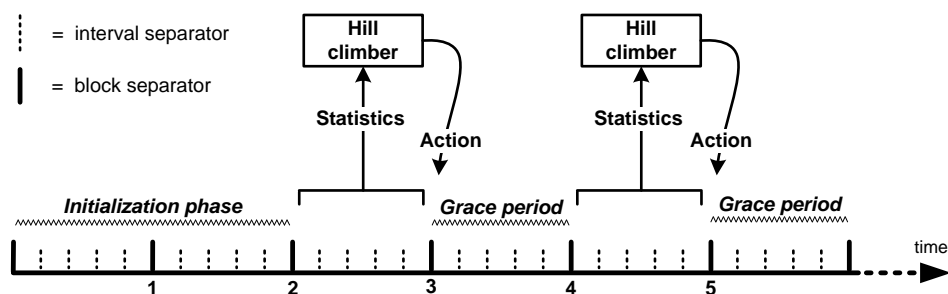 = interval separator
= block separator
Hill
climber
Statistics
Action
Hill
climber
Statistics
Action
Initialization phase
Grace period
Grace period
time
1 2 3 4 5